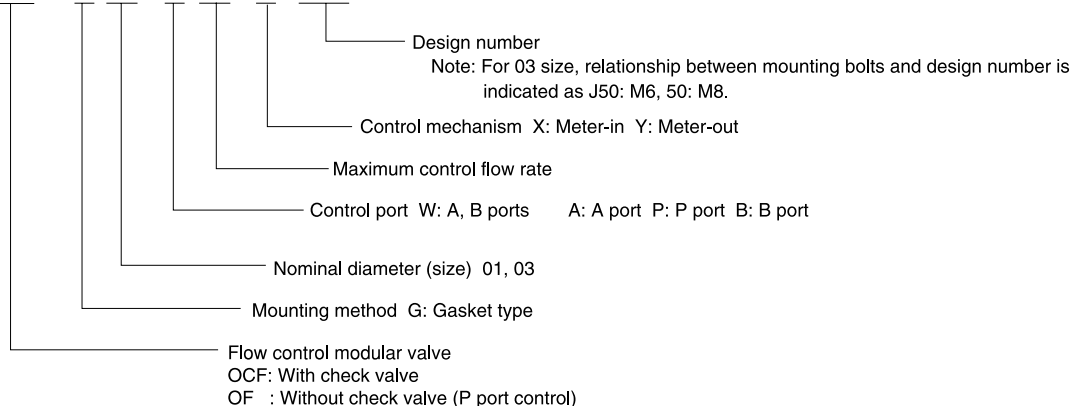 Design number
Note: For 03 size, relationship between mounting bolts and design number is
indicated as J50: M6, 50: M8.
Control mechanism X: Meter-in Y: Meter-out
Maximum control flow rate
Control port W: A, B ports A: A port P: P port B: B port
Nominal diameter (size) 01, 03
Mounting method G: Gasket type
Flow control modular valve
OCF: With check valve
OF : Without check valve (P port control)